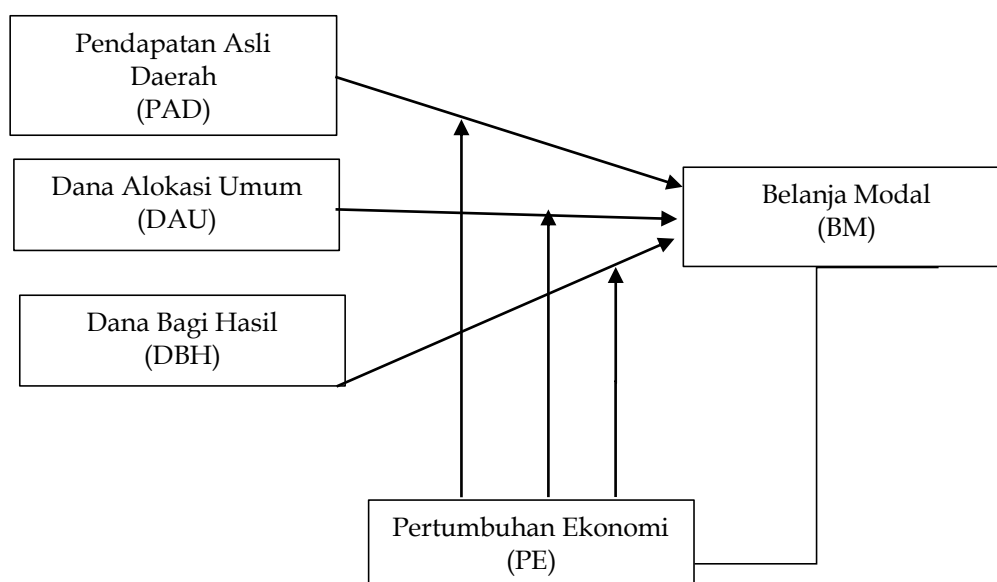 Pendapatan Asli
Daerah
(PAD)
Dana Alokasi Umum
(DAU)
Belanja Modal
(BM)
Dana Bagi Hasil
(DBH)
Pertumbuhan Ekonomi
(PE)